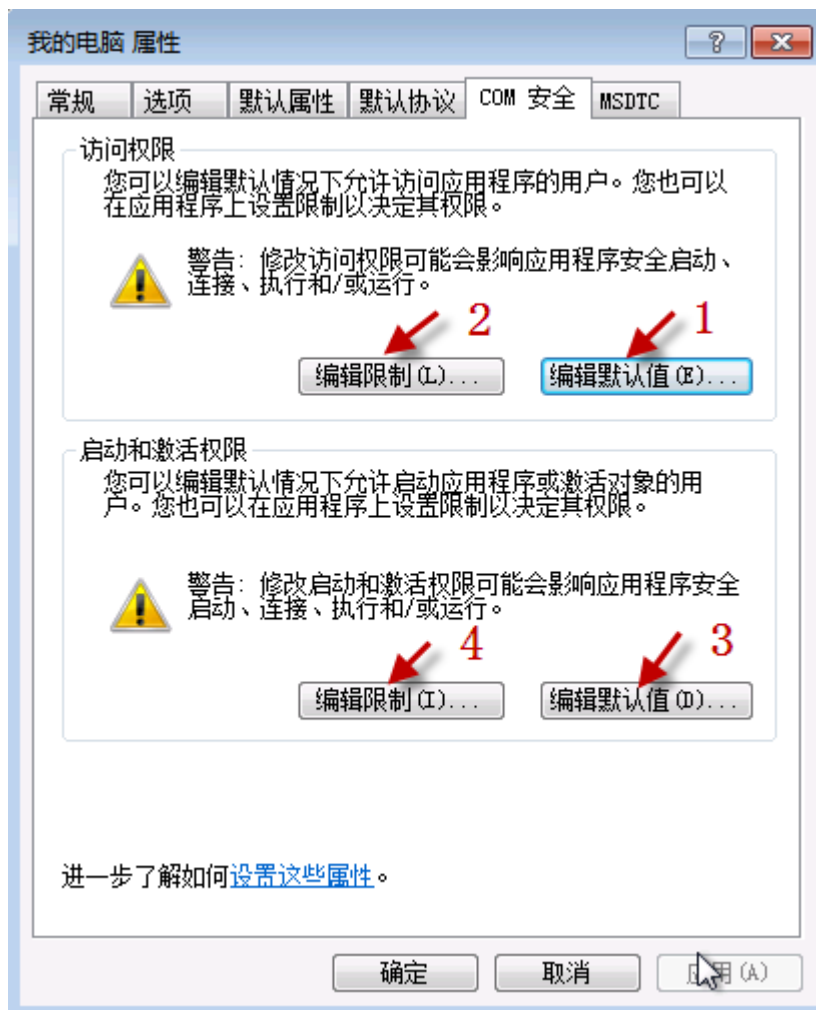 我的电脑 属性
常规 选项 默认属性 默认协议 COM 安全 MSDTC
访问权限
您可以编辑默认情况下允许访问应用程序的用户。您也可以
在应用程序上设置限制以决定其权限。
警告: 修改访问权限可能会影响应用程序安全启动、
连接、执行和/或运行。
2 1
编辑限制(L)... 编辑默认值(E)...
启动和激活权限
您可以编辑默认情况下允许启动应用程序或激活对象的用
户。您也可以在应用程序上设置限制以决定其权限。
警告: 修改启动和激活权限可能会影响应用程序安全
启动、连接、执行和/或运行。
4 3
编辑限制(I)... 编辑默认值(D)...
进一步了解如何设置这些属性。
确定 取消 应用(A)